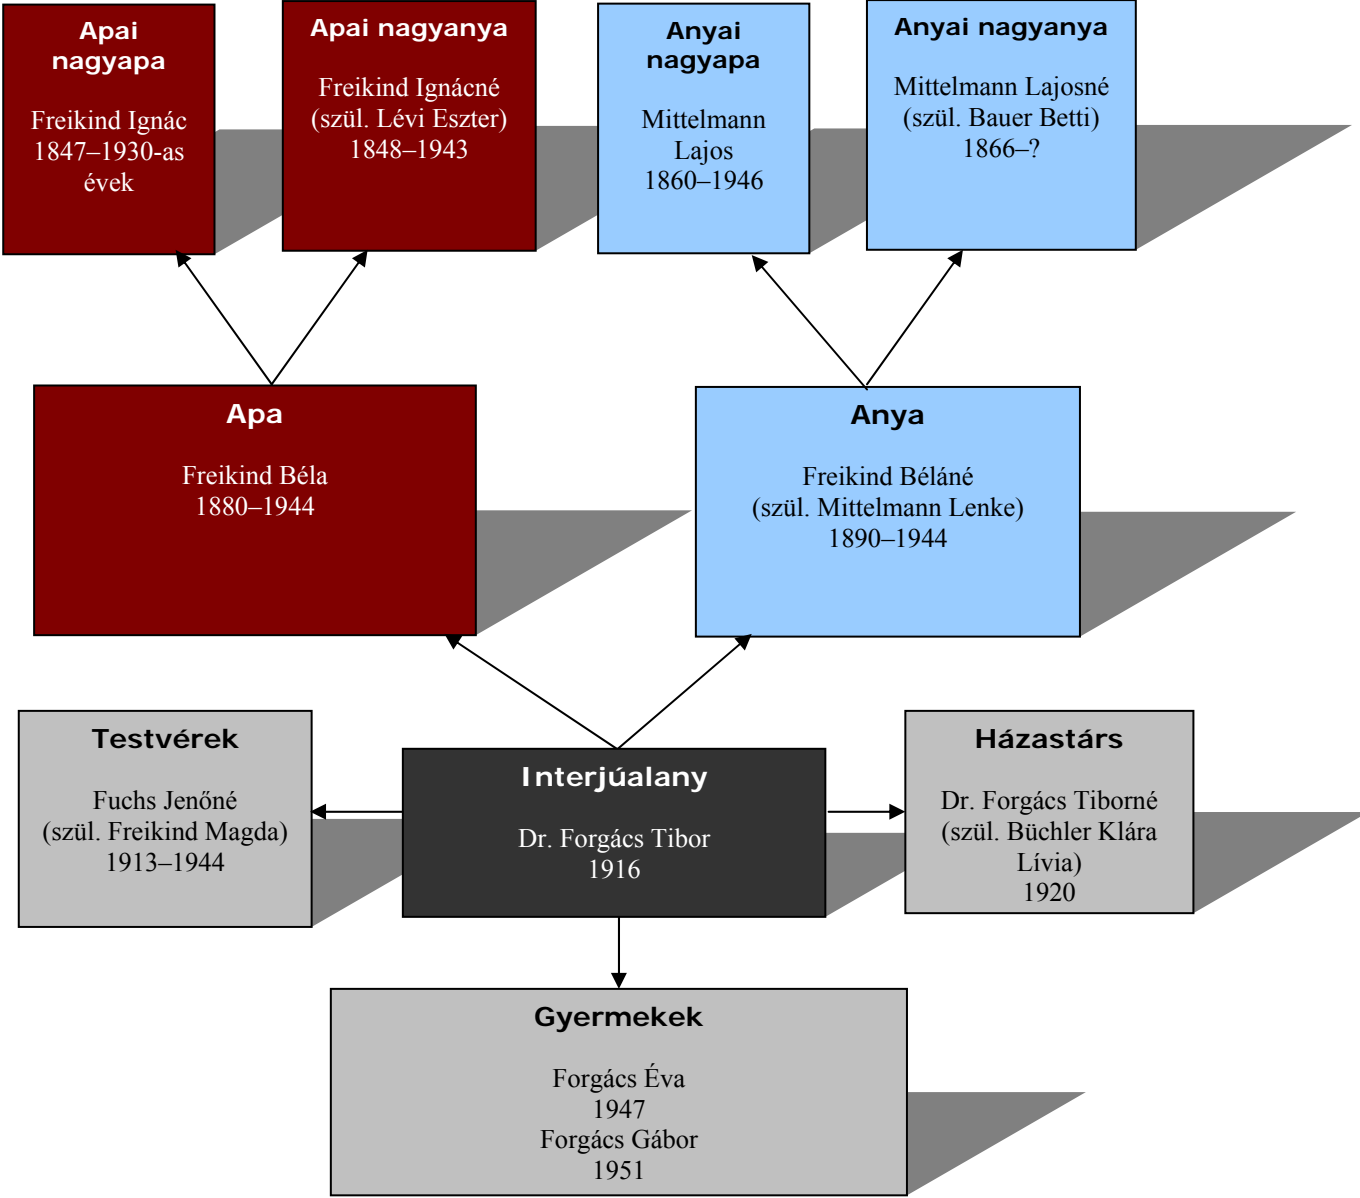 Apai
nagyapa
Freikind Ignác
1847–1930-as
évek
Apai nagyanya
Freikind Ignácné
(szül. Lévi Eszter)
1848–1943
Anyai
nagyapa
Mittelmann
Lajos
1860–1946
Anyai nagyanya
Mittelmann Lajosné
(szül. Bauer Betti)
1866–?
Apa
Freikind Béla
1880–1944
Anya
Freikind Béláné
(szül. Mittelmann Lenke)
1890–1944
Testvérek
Fuchs Jenőné
(szül. Freikind Magda)
1913–1944
Interjúalany
Dr. Forgács Tibor
1916
Házastárs
Dr. Forgács Tiborné
(szül. Büchler Klára
Lívia)
1920
Gyermekek
Forgács Éva
1947
Forgács Gábor
1951